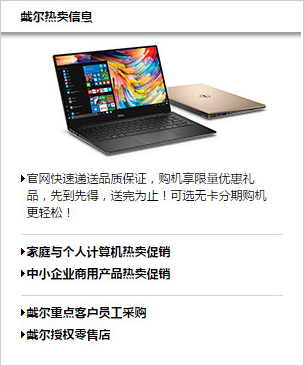 戴尔热卖信息
官网快速递送品质保证，购机享限量优惠礼
品，先到先得，送完为止！可选无卡分期购机
更轻松！
家庭与个人计算机热卖促销
中小企业商用产品热卖促销
戴尔重点客户员工采购
戴尔授权零售店